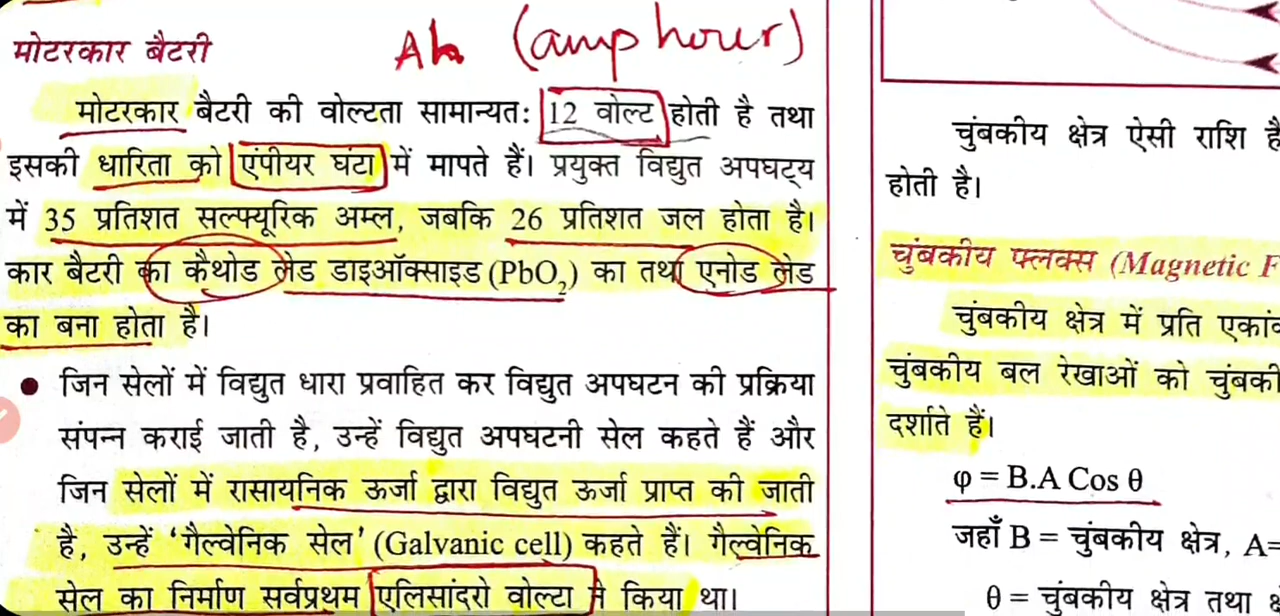 मोटरकार बैटरी
Ah (amp hour)
मोटरकार बैटरी की वोल्टता सामान्यतः 12 वोल्ट होती है तथा
इसकी धारिता को एंपीयर घंटा में मापते हैं। प्रयुक्त विद्युत अपघट्य
में 35 प्रतिशत सल्फ्यूरिक अम्ल, जबकि 26 प्रतिशत जल होता है।
कार बैटरी का कैथोड लेड डाइऑक्साइड (PbO₂) का तथा एनोड लेड
का बना होता है।
● जिन सेलों में विद्युत धारा प्रवाहित कर विद्युत अपघटन की प्रक्रिया
संपन्न कराई जाती है, उन्हें विद्युत अपघटनी सेल कहते हैं और
जिन सेलों में रासायनिक ऊर्जा द्वारा विद्युत ऊर्जा प्राप्त की जाती
है, उन्हें ‘गैल्वेनिक सेल’ (Galvanic cell) कहते हैं। गैल्वेनिक
सेल का निर्माण सर्वप्रथम एलिसांदरो वोल्टा ने किया था।
चुंबकीय क्षेत्र ऐसी राशि है
होती है।
चुंबकीय फ्लक्स (Magnetic F
चुंबकीय क्षेत्र में प्रति एकांक
चुंबकीय बल रेखाओं को चुंबकी
दर्शाते हैं।
φ = B.A Cos θ
जहाँ B = चुंबकीय क्षेत्र, A=
θ = चुंबकीय क्षेत्र तथा